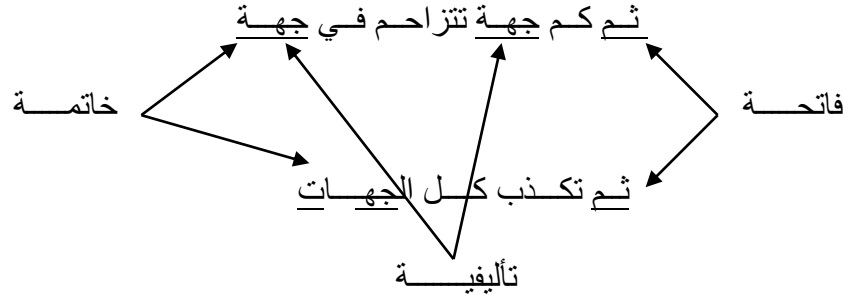 ثم كم جهة تتزاحم في جهة
فاتحة
خاتمة
ثم تكذب كل الجهات
تأليفية